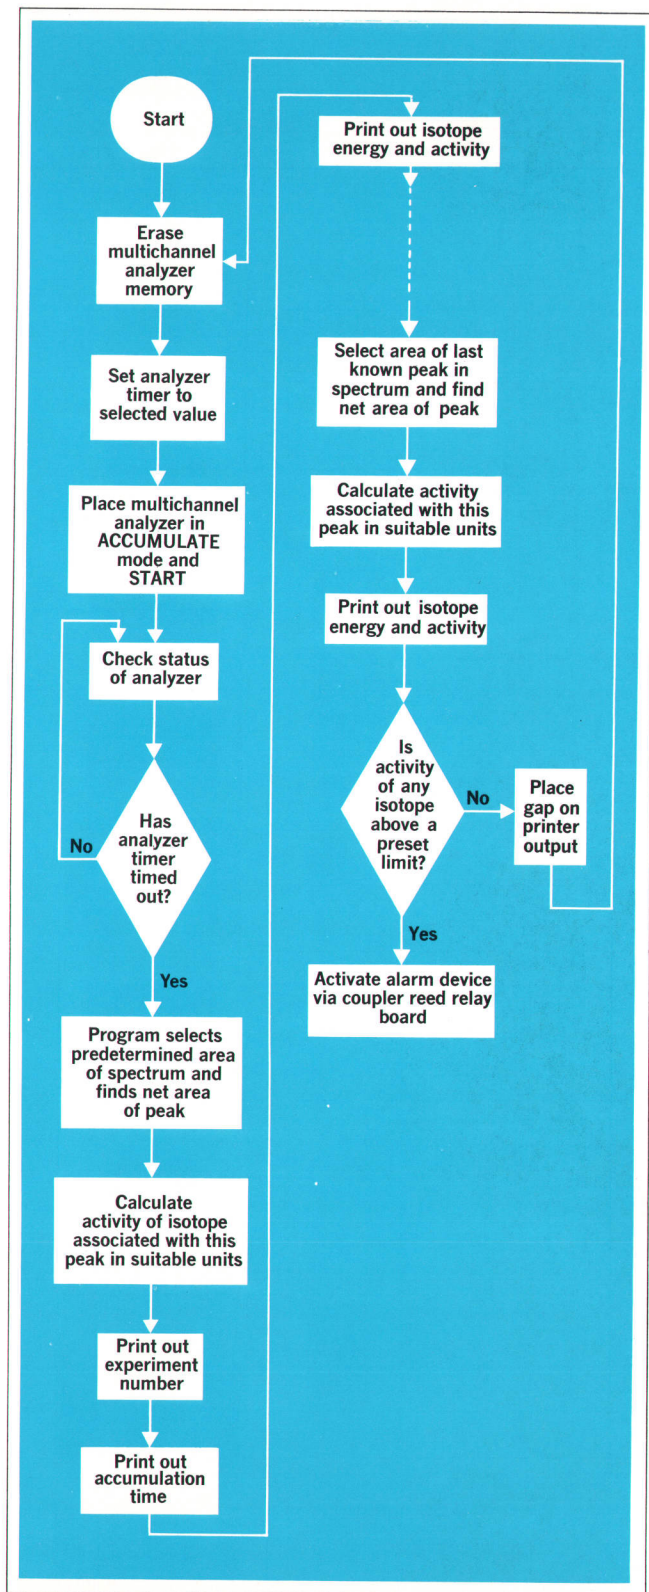 Start
Erase
multichannel
analyzer
memory
Set analyzer
timer to
selected value
Place multichannel
analyzer in
ACCUMULATE
mode and
START
Check status
of analyzer
Has
analyzer
timer
timed
out?
No
Yes
Program selects
predetermined area
of spectrum and
finds net area
of peak
Calculate
activity of isotope
associated with this
peak in suitable units
Print out
experiment
number
Print out
accumulation
time
Print out isotope
energy and activity
Select area of last
known peak in
spectrum and find
net area of peak
Calculate activity
associated with this
peak in suitable units
Print out isotope
energy and activity
Is
activity
of any
isotope
above a
preset
limit?
No
Place
gap on
printer
output
Yes
Activate alarm device
via coupler reed relay
board